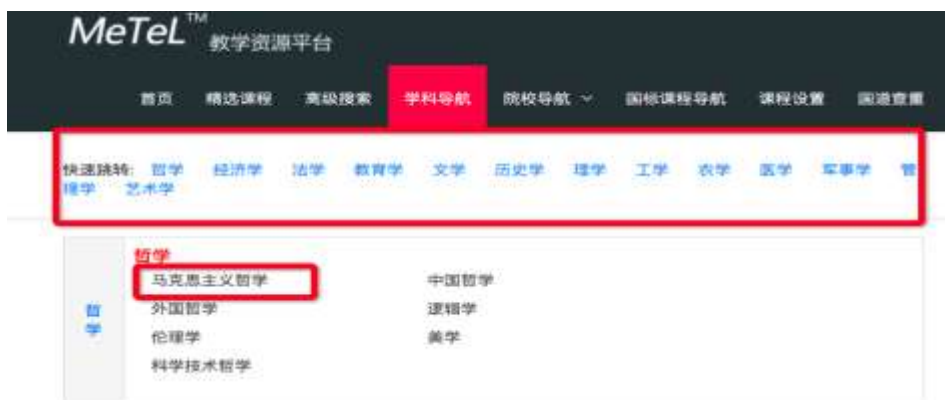 MeTeL™ 教学资源平台
首页 精选课程 高级搜索 学科导航 院校导航 国标课程导航 课程设置 国道查重
快速跳转: 哲学 经济学 法学 教育学 文学 历史学 理学 工学 农学 医学 军事学 管
理学 艺术学
哲学
马克思主义哲学 中国哲学
外国哲学 逻辑学
哲学
伦理学 美学
科学技术哲学